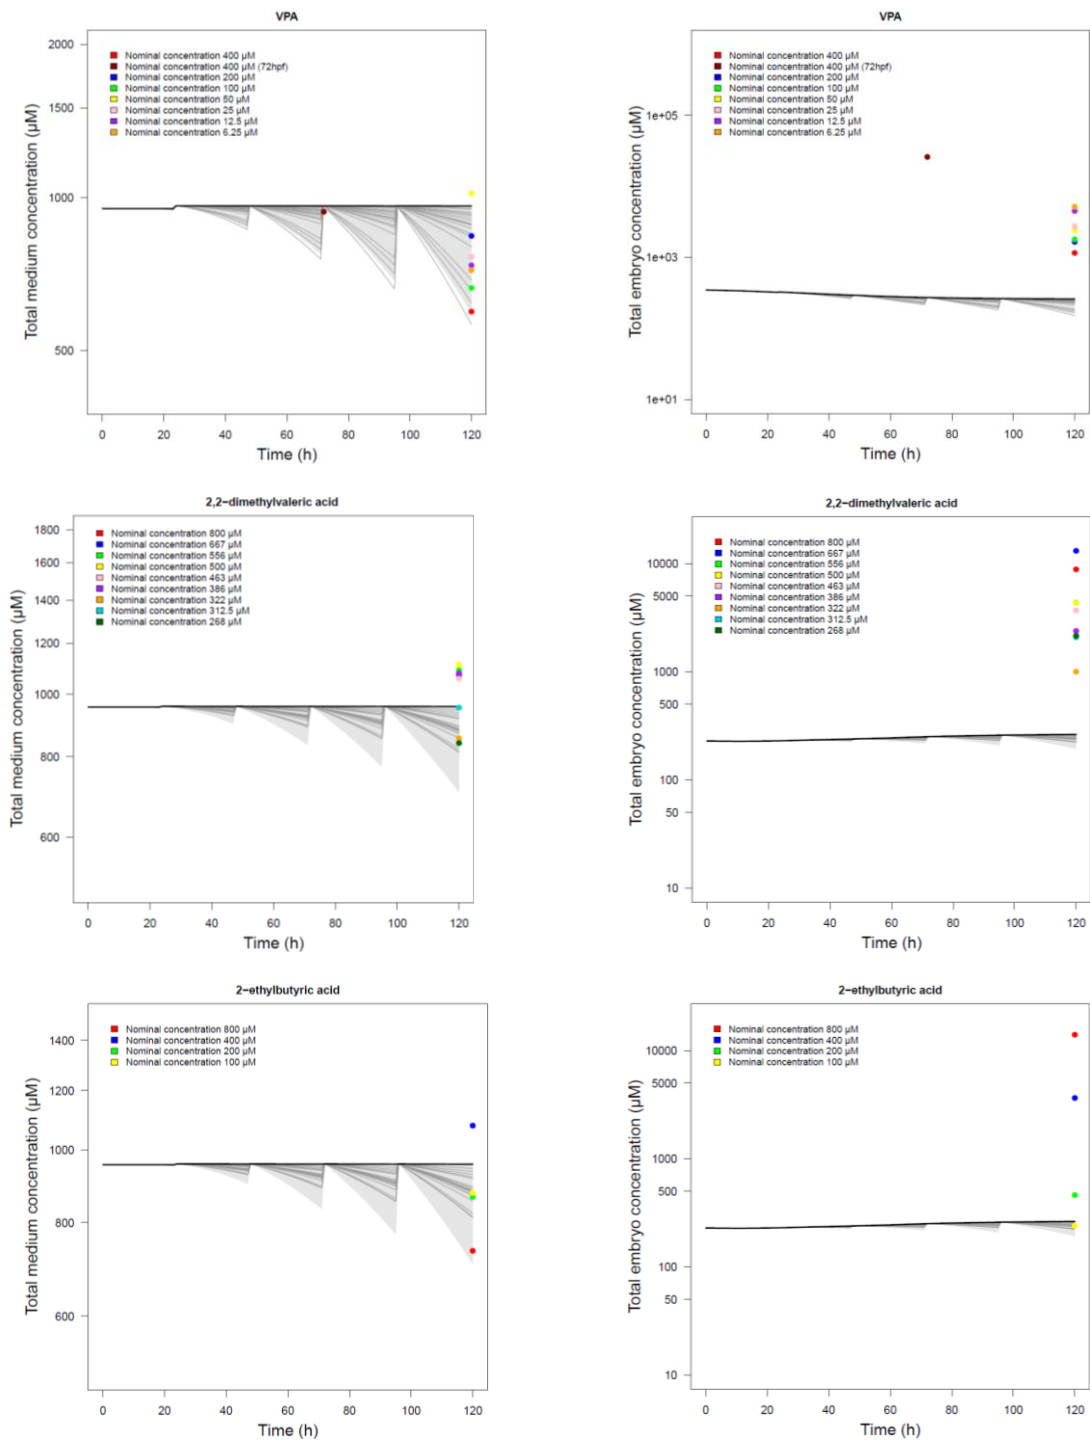 VPA
Total medium concentration (µM)
2000
1500
1000
500
Nominal concentration 400 µM
Nominal concentration 400 µM (72hpf)
Nominal concentration 200 µM
Nominal concentration 100 µM
Nominal concentration 50 µM
Nominal concentration 25 µM
Nominal concentration 12.5 µM
Nominal concentration 6.25 µM
0 20 40 60 80 100 120
Time (h)
VPA
Total embryo concentration (µM)
1e+05
1e+03
1e+01
Nominal concentration 400 µM
Nominal concentration 400 µM (72hpf)
Nominal concentration 200 µM
Nominal concentration 100 µM
Nominal concentration 50 µM
Nominal concentration 25 µM
Nominal concentration 12.5 µM
Nominal concentration 6.25 µM
0 20 40 60 80 100 120
Time (h)
2,2−dimethylvaleric acid
Total medium concentration (µM)
1800
1600
1400
1200
1000
800
600
Nominal concentration 800 µM
Nominal concentration 667 µM
Nominal concentration 556 µM
Nominal concentration 500 µM
Nominal concentration 463 µM
Nominal concentration 386 µM
Nominal concentration 322 µM
Nominal concentration 312.5 µM
Nominal concentration 268 µM
0 20 40 60 80 100 120
Time (h)
2,2−dimethylvaleric acid
Total embryo concentration (µM)
10000
5000
1000
500
100
50
10
Nominal concentration 800 µM
Nominal concentration 667 µM
Nominal concentration 556 µM
Nominal concentration 500 µM
Nominal concentration 463 µM
Nominal concentration 386 µM
Nominal concentration 322 µM
Nominal concentration 312.5 µM
Nominal concentration 268 µM
0 20 40 60 80 100 120
Time (h)
2−ethylbutyric acid
Total medium concentration (µM)
1400
1200
1000
800
600
Nominal concentration 800 µM
Nominal concentration 400 µM
Nominal concentration 200 µM
Nominal concentration 100 µM
0 20 40 60 80 100 120
Time (h)
2−ethylbutyric acid
Total embryo concentration (µM)
10000
5000
1000
500
100
50
10
Nominal concentration 800 µM
Nominal concentration 400 µM
Nominal concentration 200 µM
Nominal concentration 100 µM
0 20 40 60 80 100 120
Time (h)